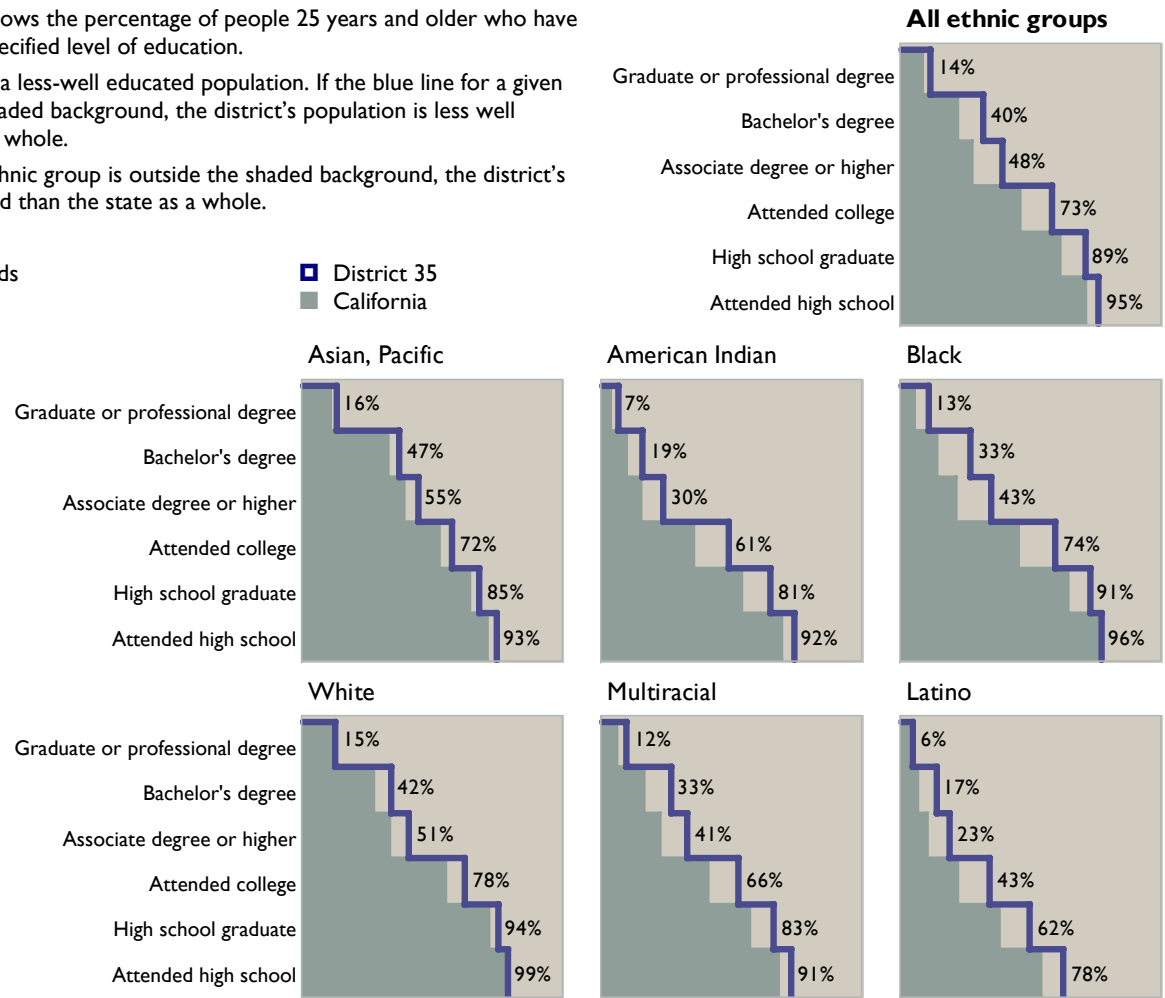 ows the percentage of people 25 years and older who have
ecified level of education.
a less-well educated population. If the blue line for a given
aded background, the district's population is less well
whole.
hnic group is outside the shaded background, the district's
d than the state as a whole.
ds
District 35
California
All ethnic groups
Graduate or professional degree 14%
Bachelor's degree 40%
Associate degree or higher 48%
Attended college 73%
High school graduate 89%
Attended high school 95%
Asian, Pacific American Indian Black
Graduate or professional degree 16% 7% 13%
Bachelor's degree 47% 19% 33%
Associate degree or higher 55% 30% 43%
Attended college 72% 61% 74%
High school graduate 85% 81% 91%
Attended high school 93% 92% 96%
White Multiracial Latino
Graduate or professional degree 15% 12% 6%
Bachelor's degree 42% 33% 17%
Associate degree or higher 51% 41% 23%
Attended college 78% 66% 43%
High school graduate 94% 83% 62%
Attended high school 99% 91% 78%